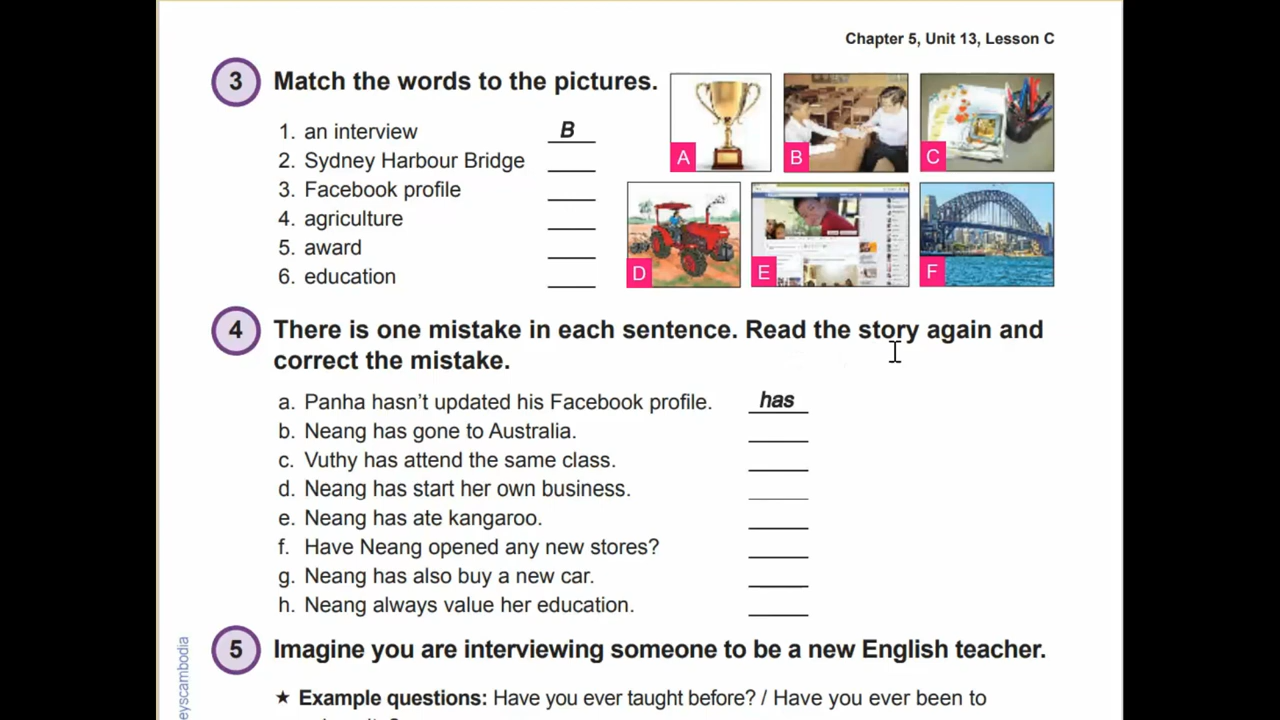 Chapter 5, Unit 13, Lesson C
3 Match the words to the pictures.
1. an interview B
2. Sydney Harbour Bridge
3. Facebook profile
4. agriculture
5. award
6. education
A
B
C
D
E
F
4 There is one mistake in each sentence. Read the story again and
correct the mistake.
a. Panha hasn't updated his Facebook profile. has
b. Neang has gone to Australia.
c. Vuthy has attend the same class.
d. Neang has start her own business.
e. Neang has ate kangaroo.
f. Have Neang opened any new stores?
g. Neang has also buy a new car.
h. Neang always value her education.
5 Imagine you are interviewing someone to be a new English teacher.
★ Example questions: Have you ever taught before? / Have you ever been to
eyscambodia